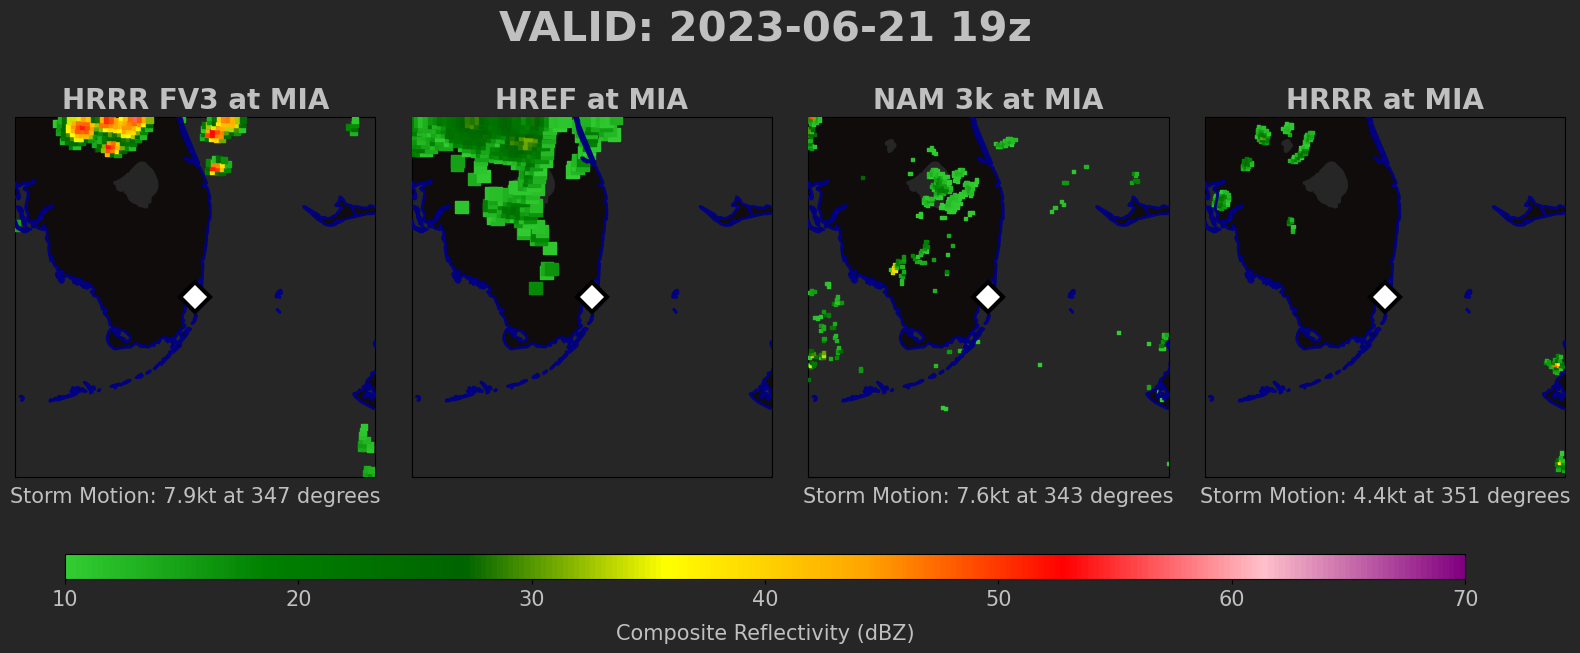 VALID: 2023-06-21 19z
HRRR FV3 at MIA
HREF at MIA
NAM 3k at MIA
HRRR at MIA
Storm Motion: 7.9kt at 347 degrees
Storm Motion: 7.6kt at 343 degrees
Storm Motion: 4.4kt at 351 degrees
10 20 30 40 50 60 70
Composite Reflectivity (dBZ)